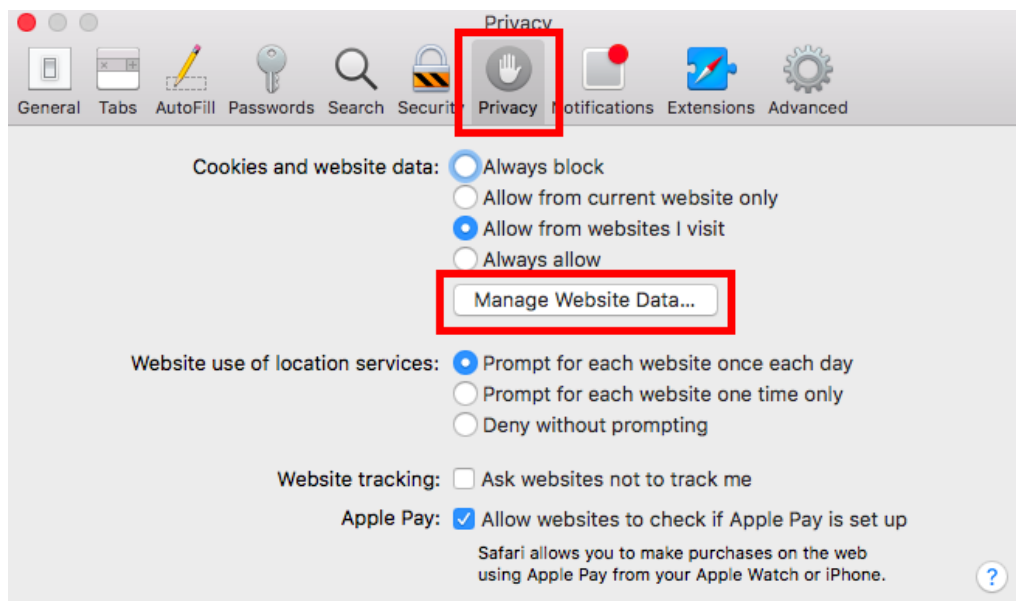 Privacy
General Tabs AutoFill Passwords Search Security Privacy Notifications Extensions Advanced
Cookies and website data: Always block
Allow from current website only
Allow from websites I visit
Always allow
Manage Website Data...
Website use of location services: Prompt for each website once each day
Prompt for each website one time only
Deny without prompting
Website tracking: Ask websites not to track me
Apple Pay: Allow websites to check if Apple Pay is set up
Safari allows you to make purchases on the web
using Apple Pay from your Apple Watch or iPhone.
?